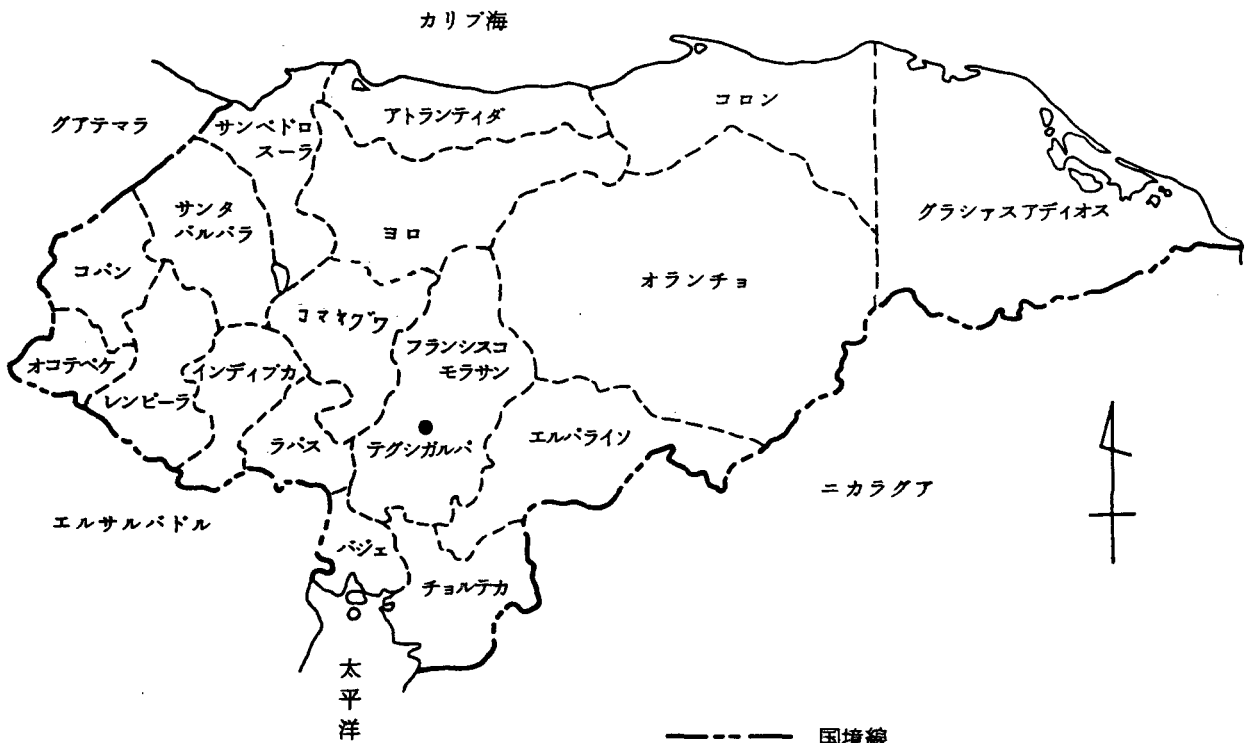 カリブ海
グアテマラ
サンペドロ
スーラ
アトランティダ
コロン
サンタ
バルバラ
ヨロ
グラシャスアディオス
コパン
オランチョ
コマヤグワ
オコテペケ
レンピーラ
インティブカ
フランシスコ
モラサン
ラパス
テグシガルパ
エルパライソ
ニカラグア
エルサルバドル
バジェ
チョルテカ
太
平
洋
国境線